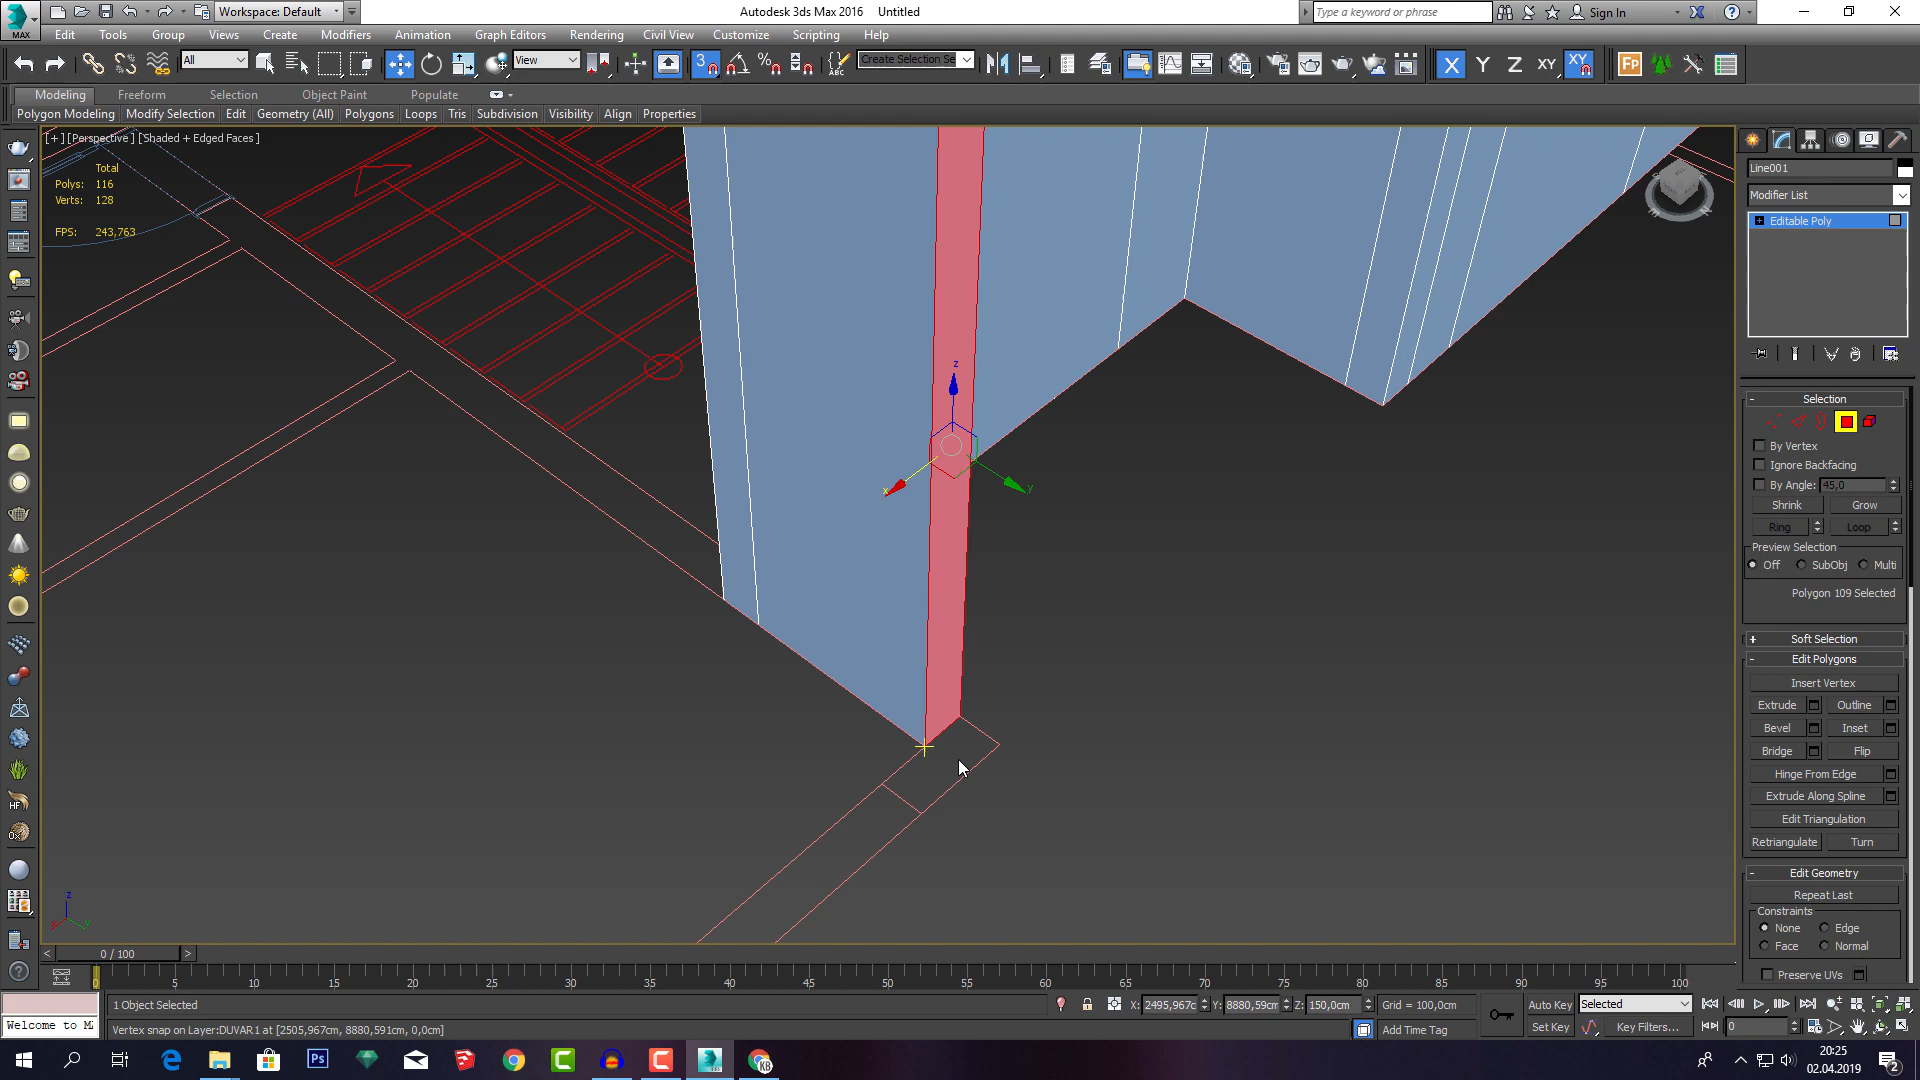 Workspace: Default
Autodesk 3ds Max 2016 Untitled
Type a keyword or phrase
Sign In
MAX
Edit Tools Group Views Create Modifiers Animation Graph Editors Rendering Civil View Customize Scripting Help
All
View
3
Create Selection Se
X Y Z XY XY
Modeling Freeform Selection Object Paint Populate
Polygon Modeling Modify Selection Edit Geometry (All) Polygons Loops Tris Subdivision Visibility Align Properties
[+] [Perspective] [Shaded + Edged Faces]
Total
Polys: 116
Verts: 128
FPS: 243,763
z
x
y
Line001
Modifier List
Editable Poly
Selection
By Vertex
Ignore Backfacing
By Angle: 45,0
Shrink Grow
Ring Loop
Preview Selection
Off SubObj Multi
Polygon 109 Selected
Soft Selection
Edit Polygons
Insert Vertex
Extrude Outline
Bevel Inset
Bridge Flip
Hinge From Edge
Extrude Along Spline
Edit Triangulation
Retriangulate Turn
Edit Geometry
Repeat Last
Constraints
None Edge
Face Normal
Preserve UVs
0 / 100
0 5 10 15 20 25 30 35 40 45 50 55 60 65 70 75 80 85 90 95 100
1 Object Selected
X: 2495,967c Y: 8880,59cm Z: 150,0cm Grid = 100,0cm
Auto Key Selected
Welcome to M
Vertex snap on Layer:DUVAR1 at [2505,967cm, 8880,591cm, 0,0cm]
Add Time Tag
Set Key Key Filters... 0
20:25
02.04.2019
2